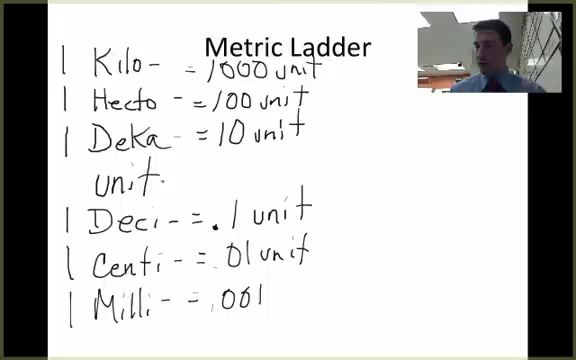 Metric Ladder
1 Kilo- = 1000 unit
1 Hecto - = 100 unit
1 Deka - = 10 unit
unit
1 Deci- = .1 unit
1 Centi - = .01 unit
1 Milli- = .001